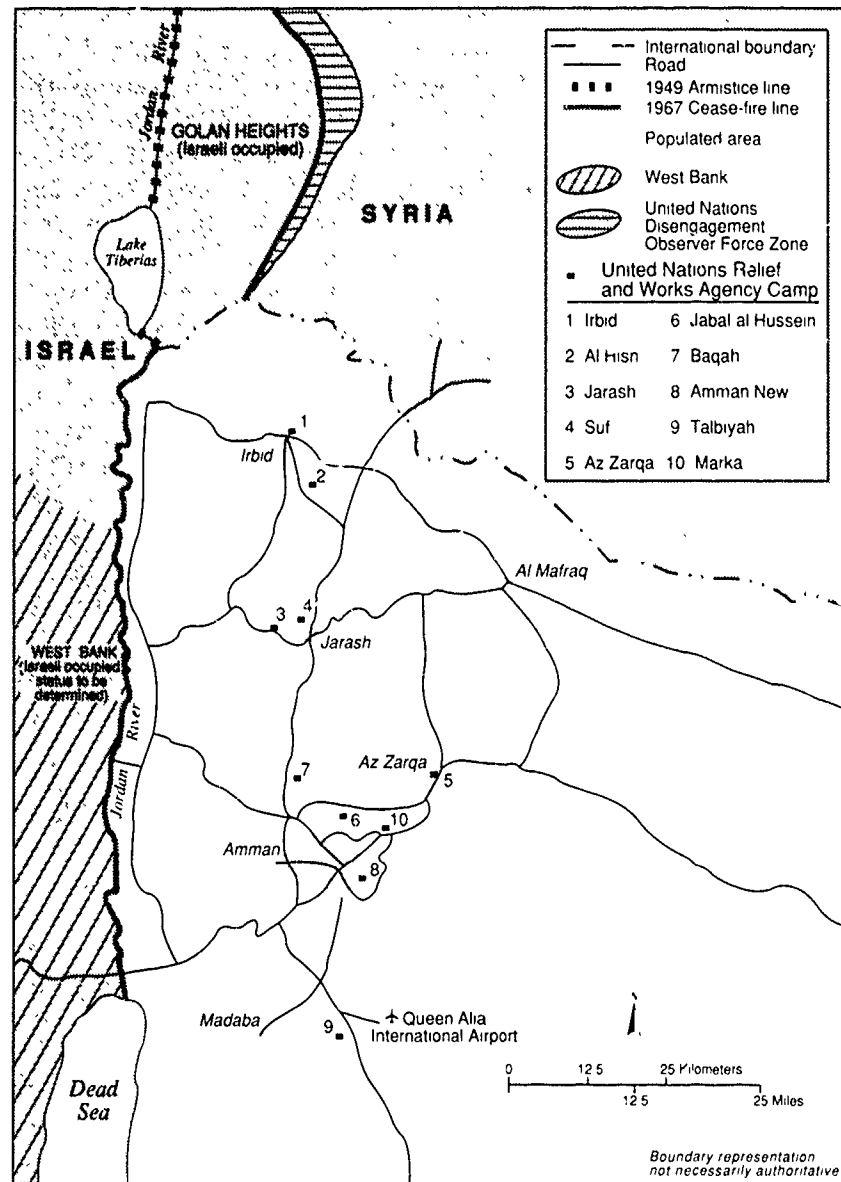 International boundary
Road
1949 Armistice line
1967 Cease-fire line
Populated area
West Bank
United Nations
Disengagement
Observer Force Zone
United Nations Relief
and Works Agency Camp
1 Irbid 6 Jabal al Hussein
2 Al Hisn 7 Baqah
3 Jarash 8 Amman New
4 Suf 9 Talbiyah
5 Az Zarqa 10 Marka
Jordan River
GOLAN HEIGHTS
(Israeli occupied)
SYRIA
Lake
Tiberias
ISRAEL
1
Irbid
2
Al Mafraq
3
4
Jarash
WEST BANK
(Israeli occupied
status to be
determined)
Jordan River
7
Az Zarqa
5
6
10
Amman
8
Madaba
Queen Alia
International Airport
9
Dead
Sea
0 12 5 25 Kilometers
12 5 25 Miles
Boundary representation
not necessarily authoritative